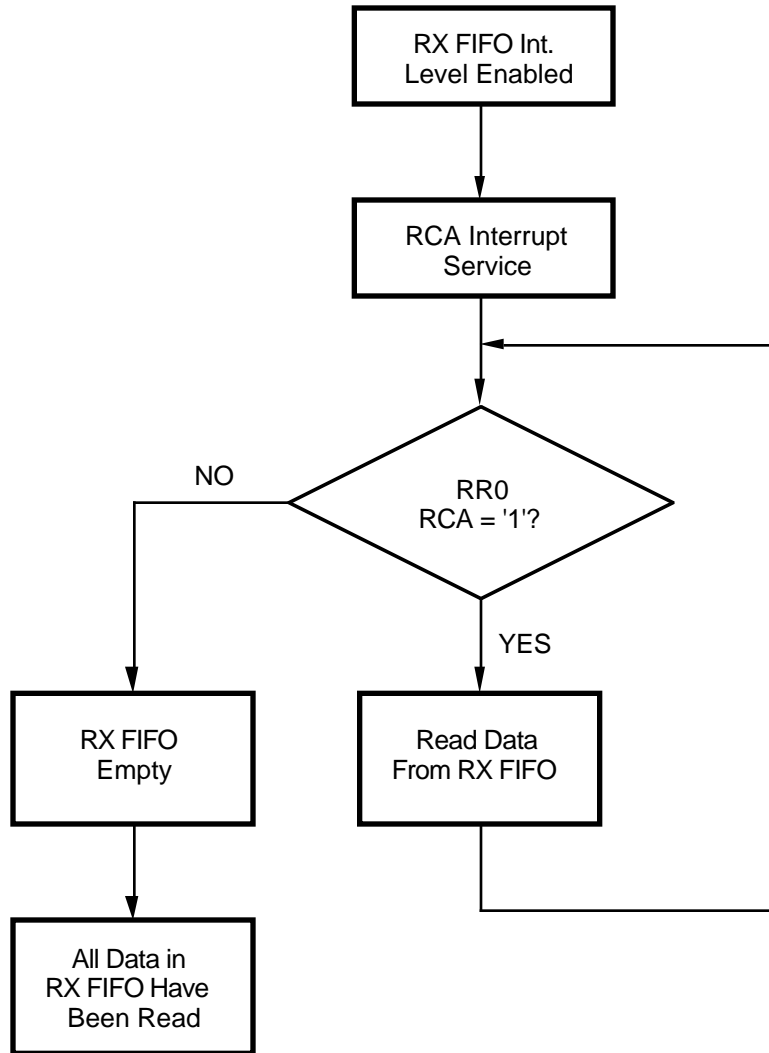 RX FIFO Int.
Level Enabled
RCA Interrupt
Service
NO
RR0
RCA = '1'?
YES
RX FIFO
Empty
Read Data
From RX FIFO
All Data in
RX FIFO Have
Been Read